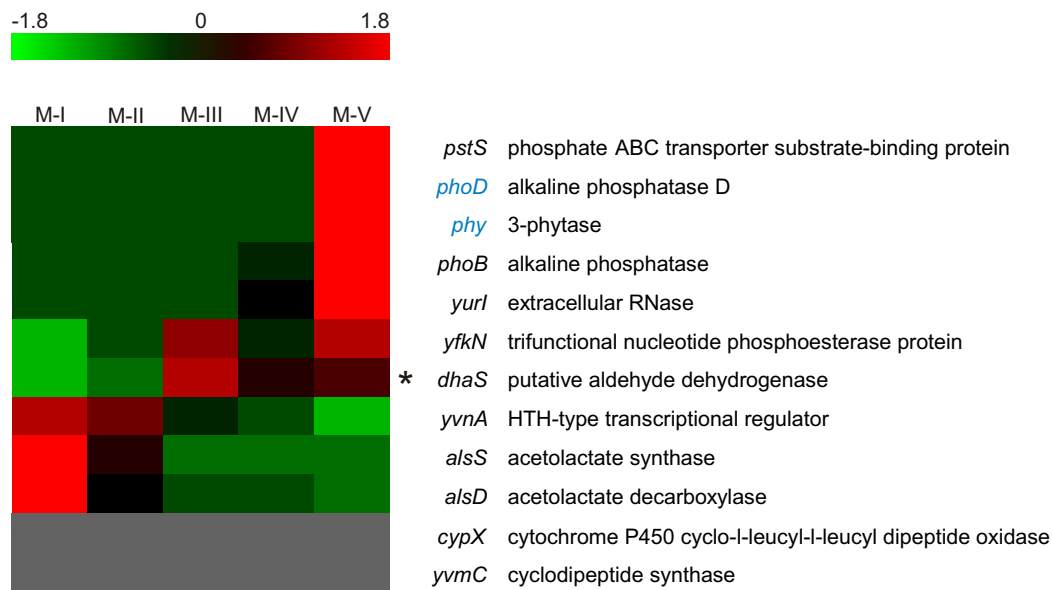 -1.8 0 1.8
M-I M-II M-III M-IV M-V
pstS phosphate ABC transporter substrate-binding protein
phoD alkaline phosphatase D
phy 3-phytase
phoB alkaline phosphatase
yurI extracellular RNase
yfkN trifunctional nucleotide phosphoesterase protein
* dhaS putative aldehyde dehydrogenase
yvnA HTH-type transcriptional regulator
alsS acetolactate synthase
alsD acetolactate decarboxylase
cypX cytochrome P450 cyclo-l-leucyl-l-leucyl dipeptide oxidase
yvmC cyclodipeptide synthase